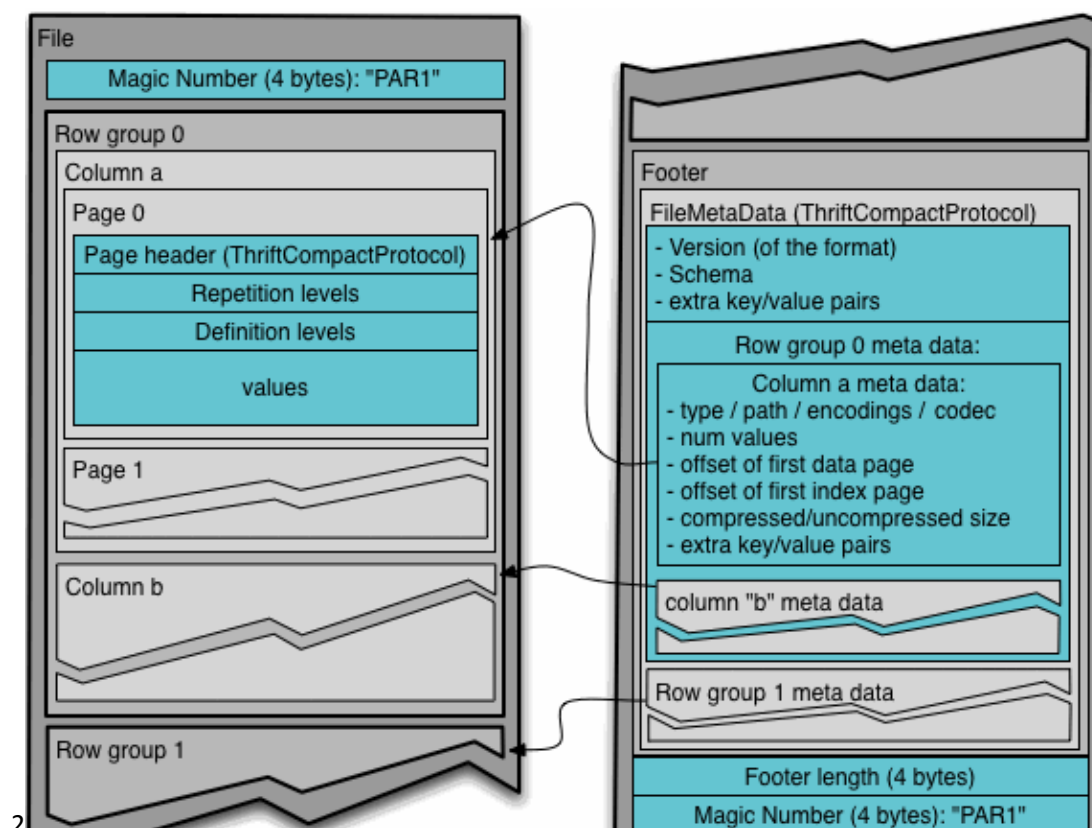 File
Magic Number (4 bytes): "PAR1"
Row group 0
Column a
Page 0
Page header (ThriftCompactProtocol)
Repetition levels
Definition levels
values
Page 1
Column b
Row group 1
2
Footer
FileMetaData (ThriftCompactProtocol)
- Version (of the format)
- Schema
- extra key/value pairs
Row group 0 meta data:
Column a meta data:
- type / path / encodings / codec
- num values
- offset of first data page
- offset of first index page
- compressed/uncompressed size
- extra key/value pairs
column "b" meta data
Row group 1 meta data
Footer length (4 bytes)
Magic Number (4 bytes): "PAR1"